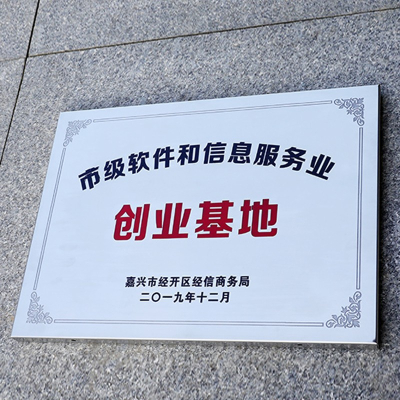 市级软件和信息服务业
创业基地
嘉兴市经开区经信商务局
二〇一九年十二月